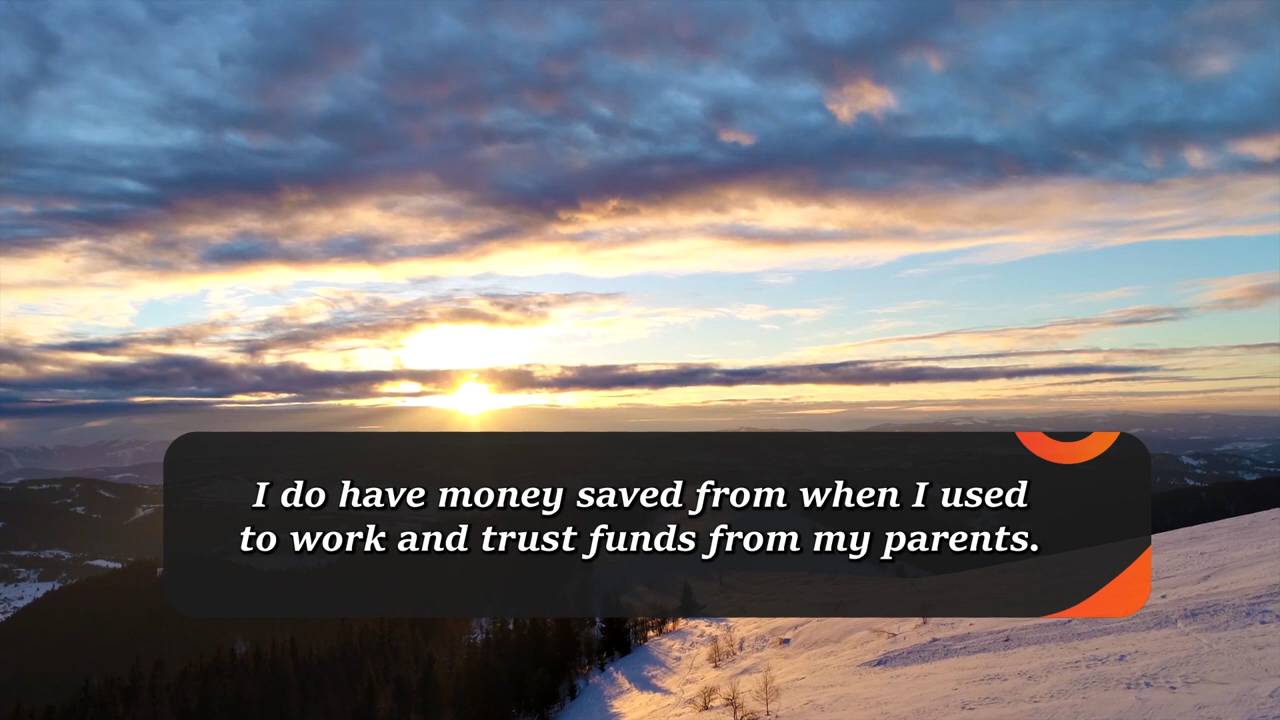 I do have money saved from when I used
to work and trust funds from my parents.